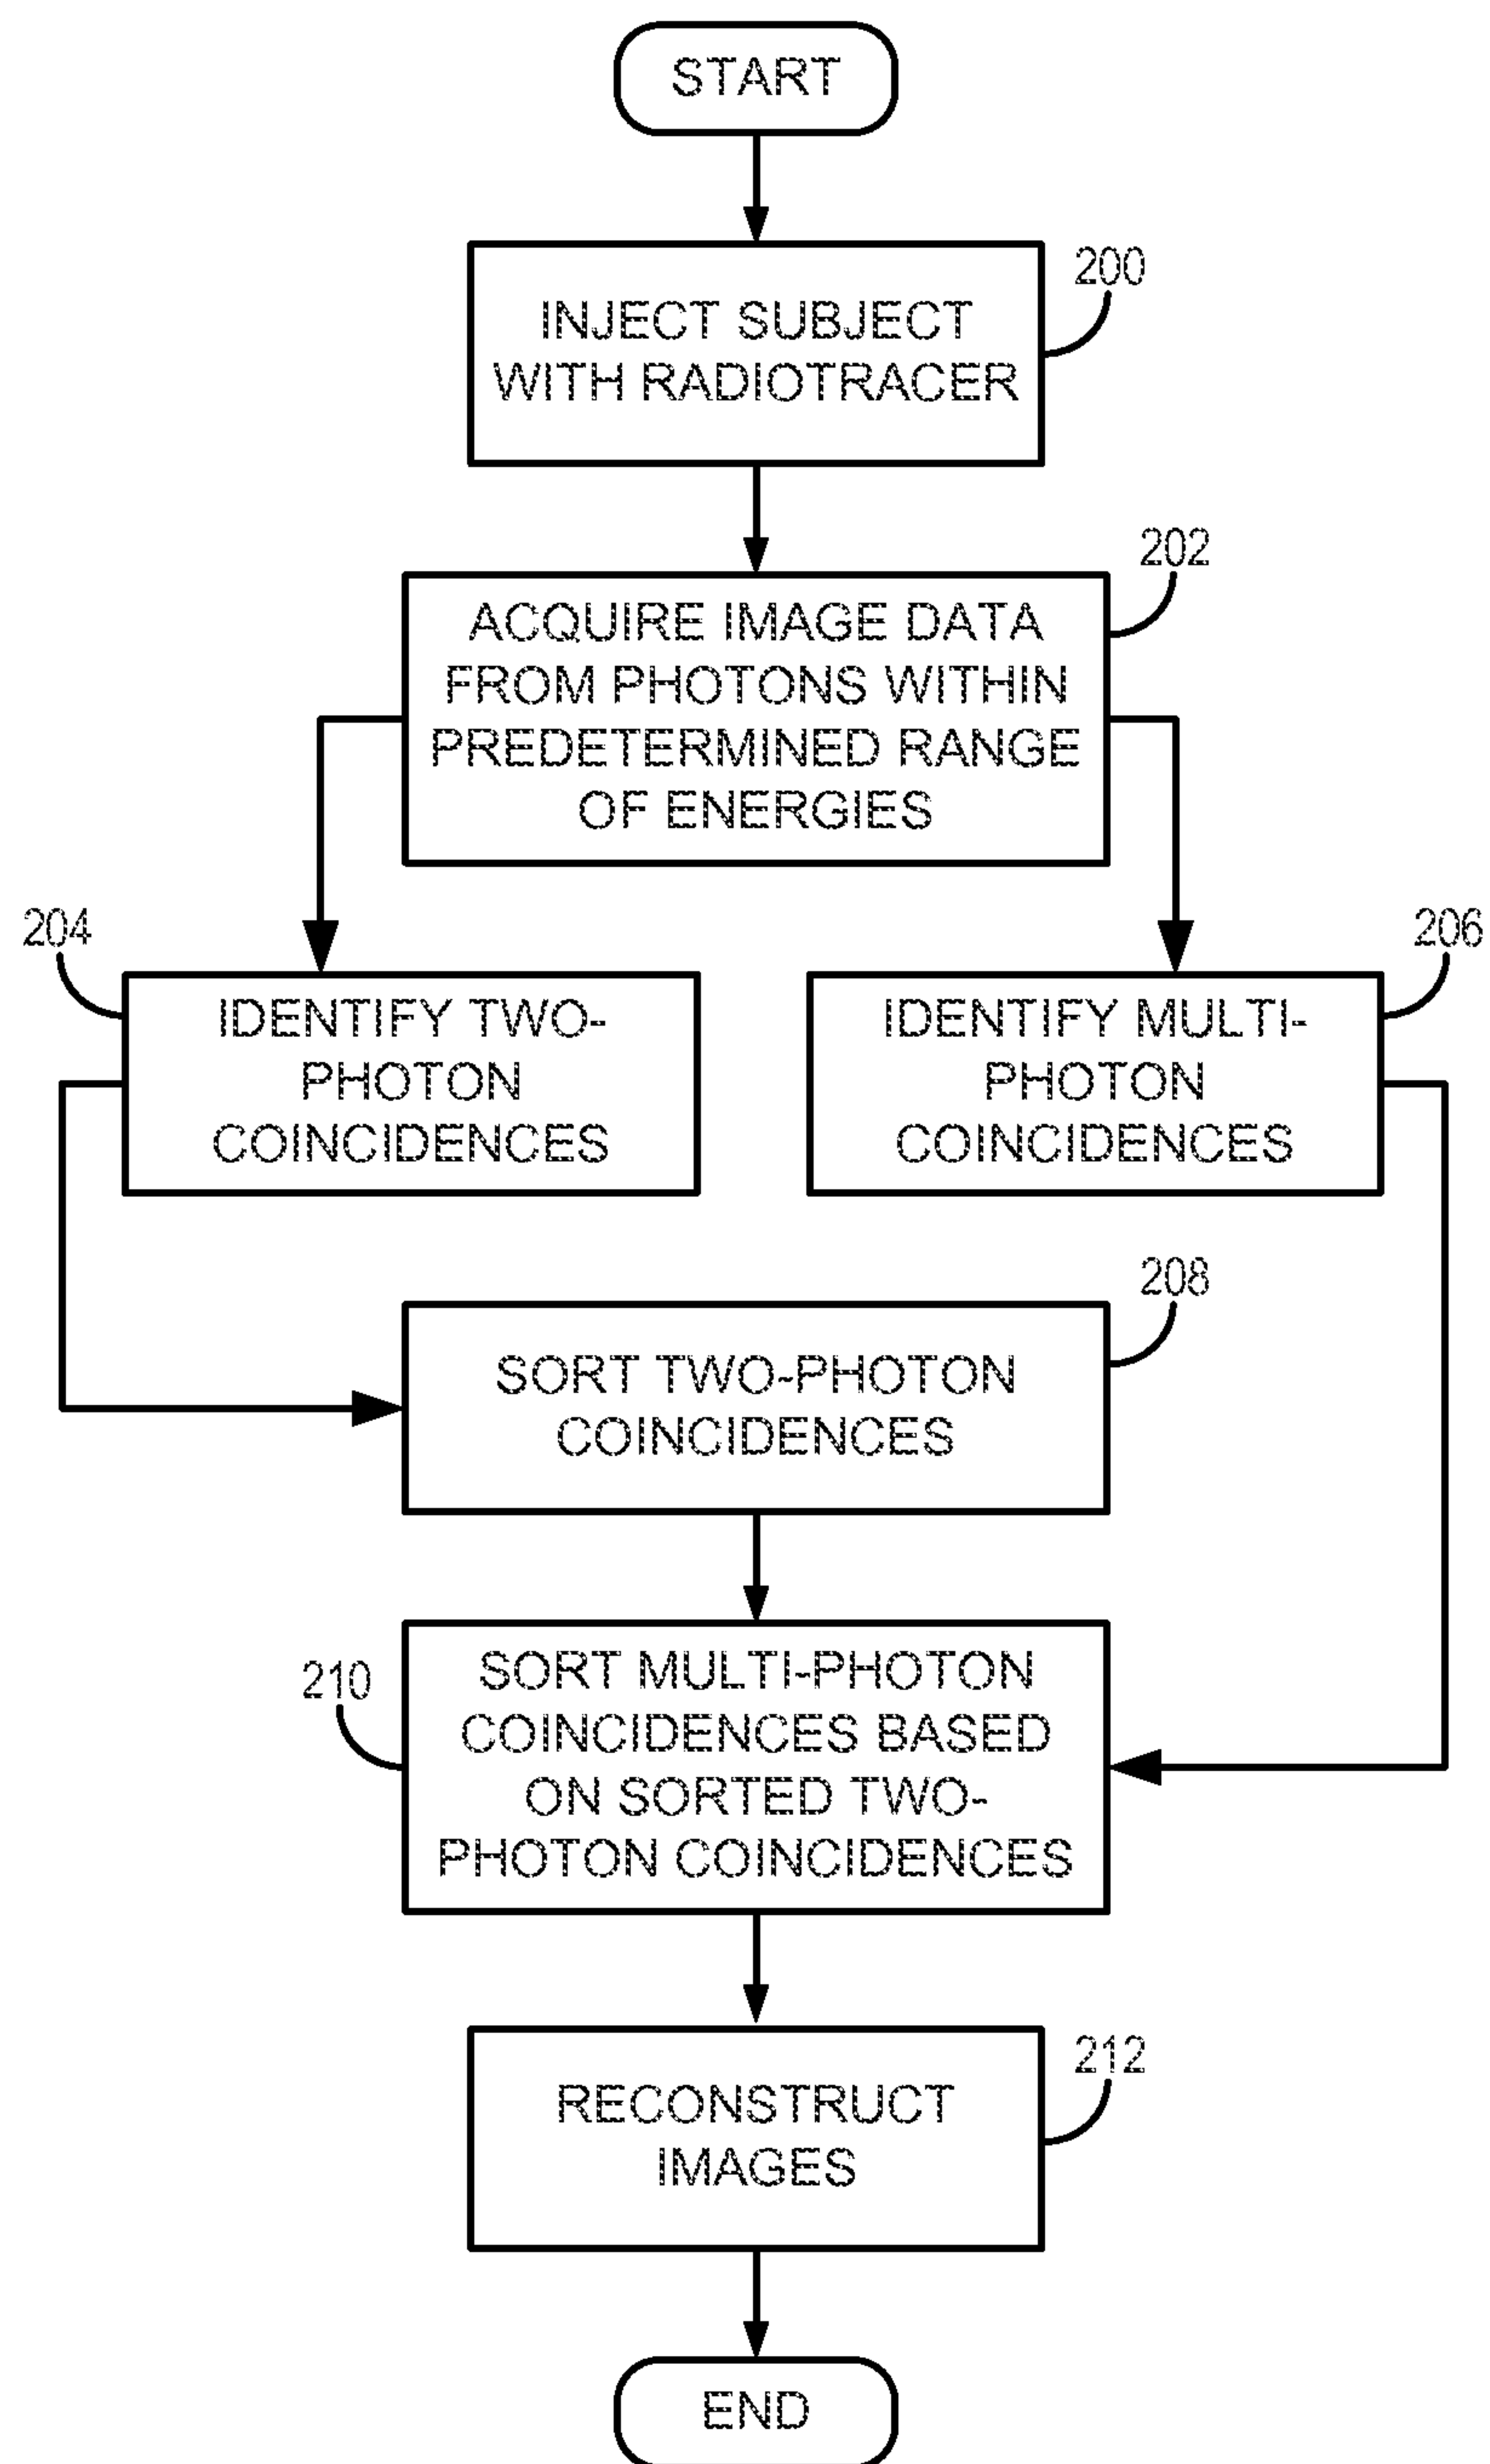 START
200
INJECT SUBJECT
WITH RADIOTRACER
202
ACQUIRE IMAGE DATA
FROM PHOTONS WITHIN
PREDETERMINED RANGE
OF ENERGIES
204
IDENTIFY TWO-
PHOTON
COINCIDENCES
206
IDENTIFY MULTI-
PHOTON
COINCIDENCES
208
SORT TWO-PHOTON
COINCIDENCES
210
SORT MULTI-PHOTON
COINCIDENCES BASED
ON SORTED TWO-
PHOTON COINCIDENCES
212
RECONSTRUCT
IMAGES
END